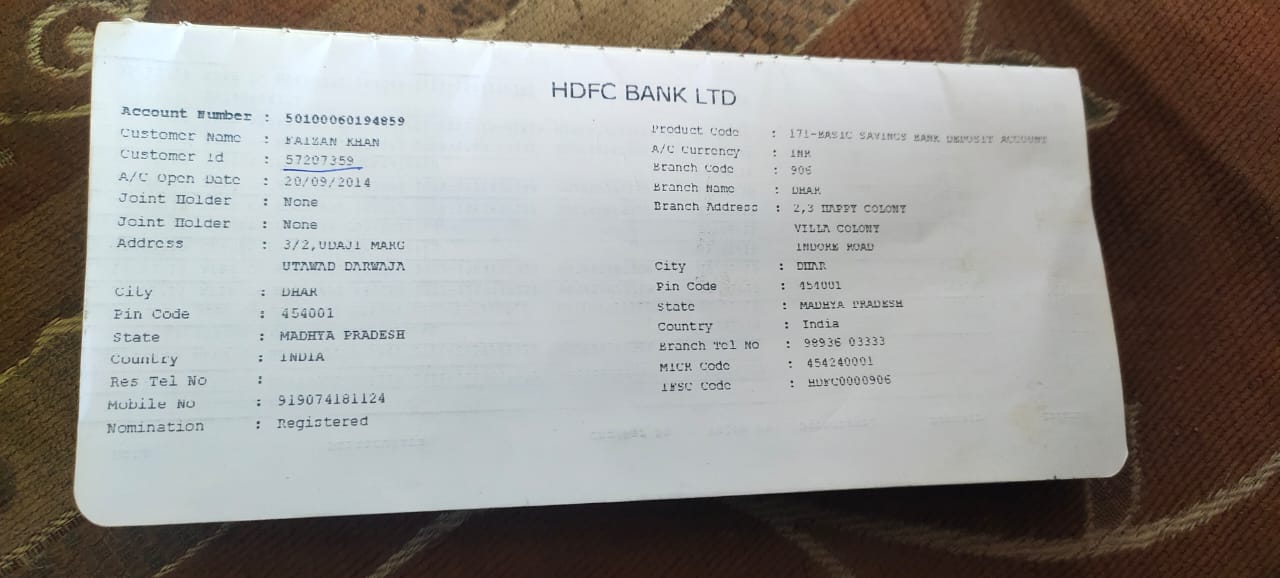 HDFC BANK LTD
Account Number : 50100060194859
Customer Name : FAIZAN KHAN
Customer Id : 57207359
A/C Open Date : 20/09/2014
Joint Holder : None
Joint Holder : None
Address : 3/2,UDAJI MARG
UTAWAD DARWAJA
City : DHAR
Pin Code : 454001
State : MADHYA PRADESH
Country : INDIA
Res Tel No :
Mobile No : 919074181124
Nomination : Registered
Product Code : 171-BASIC SAVINGS BANK DEPOSIT ACCOUNT
A/C Currency : INR
Branch Code : 906
Branch Name : DHAR
Branch Address : 2,3 HAPPY COLONY
VILLA COLONY
INDORE ROAD
City : DHAR
Pin Code : 454001
State : MADHYA PRADESH
Country : India
Branch Tel No : 98936 03333
MICR Code : 454240001
IFSC Code : HDFC0000906